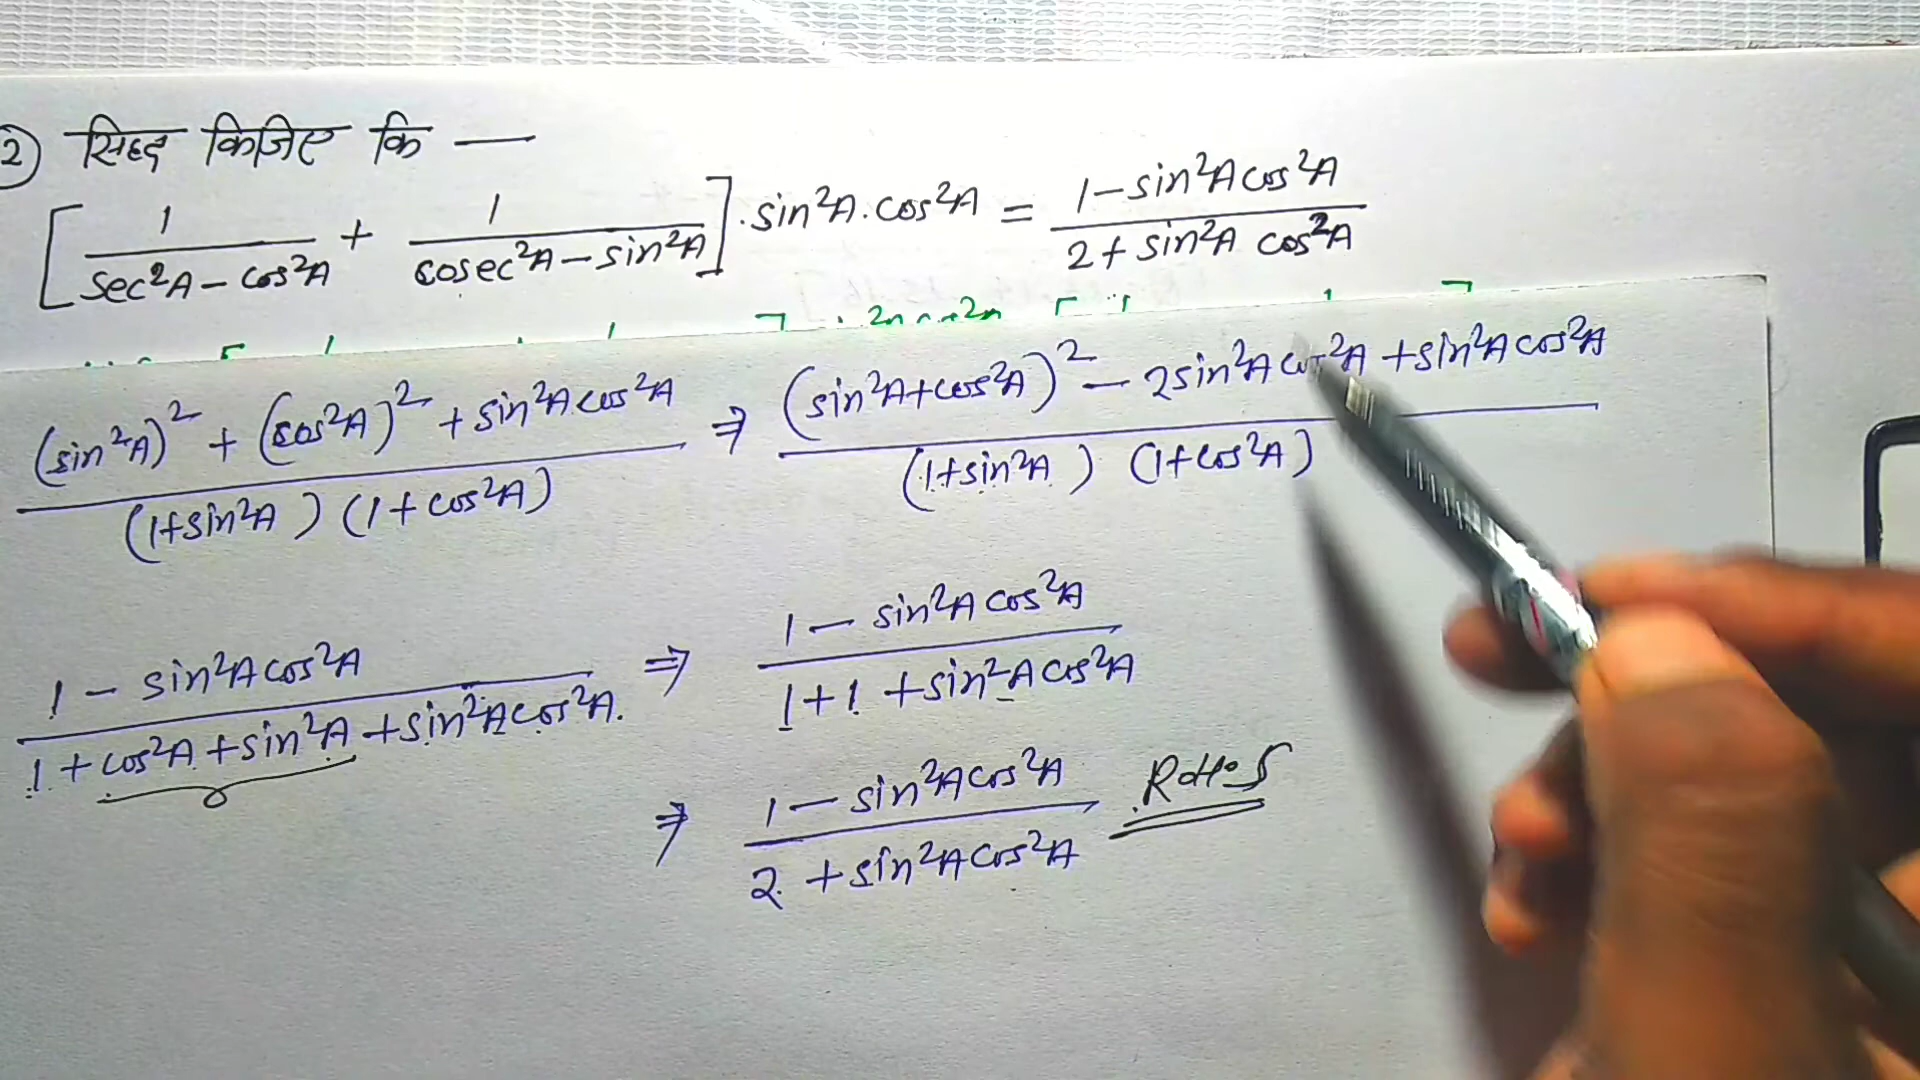 2) सिद्ध किजिए कि —
[1/(sec²A - cos²A) + 1/(cosec²A - sin²A)] . sin²A . cos²A = (1 - sin²A cos²A)/(2 + sin²A cos²A)
((sin²A)² + (cos²A)² + sin²A.cos²A)/((1+sin²A)(1+cos²A)) ⇒ ((sin²A+cos²A)² - 2sin²A cos²A + sin²A cos²A)/((1+sin²A)(1+cos²A))
(1 - sin²A cos²A)/(1 + cos²A + sin²A + sin²A cos²A.) ⇒ (1 - sin²A cos²A)/(1+1 + sin²A cos²A)
⇒ (1 - sin²A cos²A)/(2 + sin²A cos²A) R.H.S